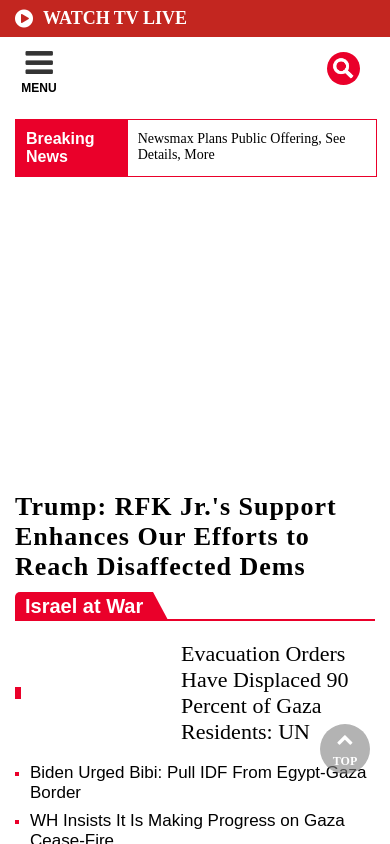 WATCH TV LIVE
MENU
Breaking
News
Newsmax Plans Public Offering, See
Details, More
Trump: RFK Jr.'s Support
Enhances Our Efforts to
Reach Disaffected Dems
Israel at War
Evacuation Orders
Have Displaced 90
Percent of Gaza
Residents: UN
TOP
Biden Urged Bibi: Pull IDF From Egypt-Gaza
Border
WH Insists It Is Making Progress on Gaza
Cease-Fire